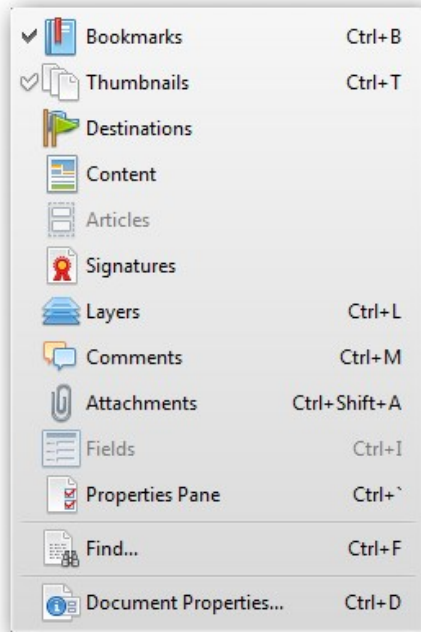 Bookmarks Ctrl+B
Thumbnails Ctrl+T
Destinations
Content
Articles
Signatures
Layers Ctrl+L
Comments Ctrl+M
Attachments Ctrl+Shift+A
Fields Ctrl+I
Properties Pane Ctrl+`
Find... Ctrl+F
Document Properties... Ctrl+D